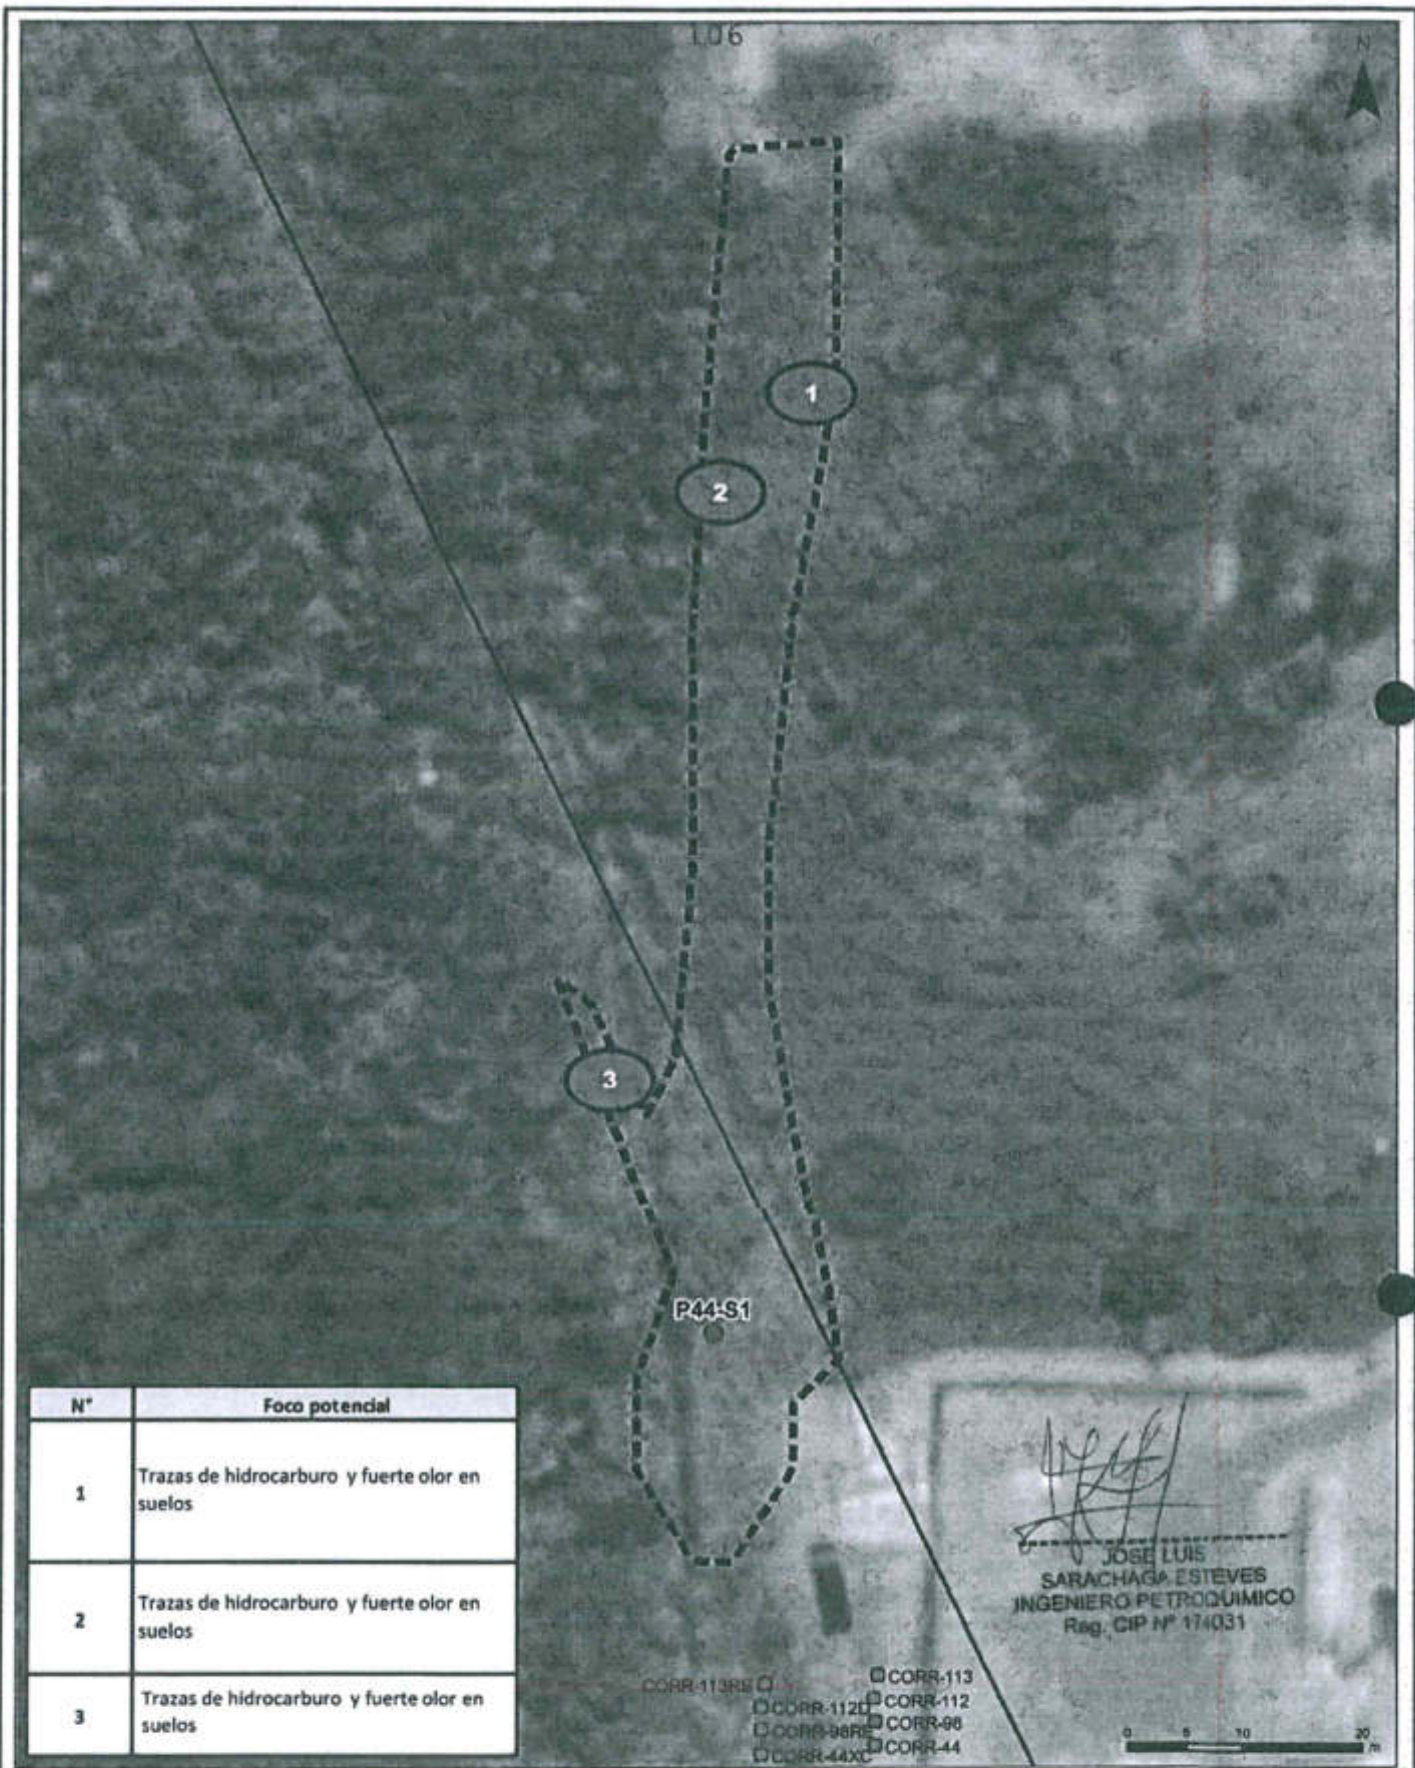 106
N
1
2
3
P44-S1
N° Foco potencial
1 Trazas de hidrocarburo y fuerte olor en
suelos
2 Trazas de hidrocarburo y fuerte olor en
suelos
3 Trazas de hidrocarburo y fuerte olor en
suelos
JOSE LUIS
SARACHAGA ESTEVES
INGENIERO PETROQUIMICO
Reg. CIP N° 174031
CORR-113RE CORR-113
CORR-112D CORR-112
CORR-98RE CORR-98
CORR-44XC CORR-44
0 5 10 20
m